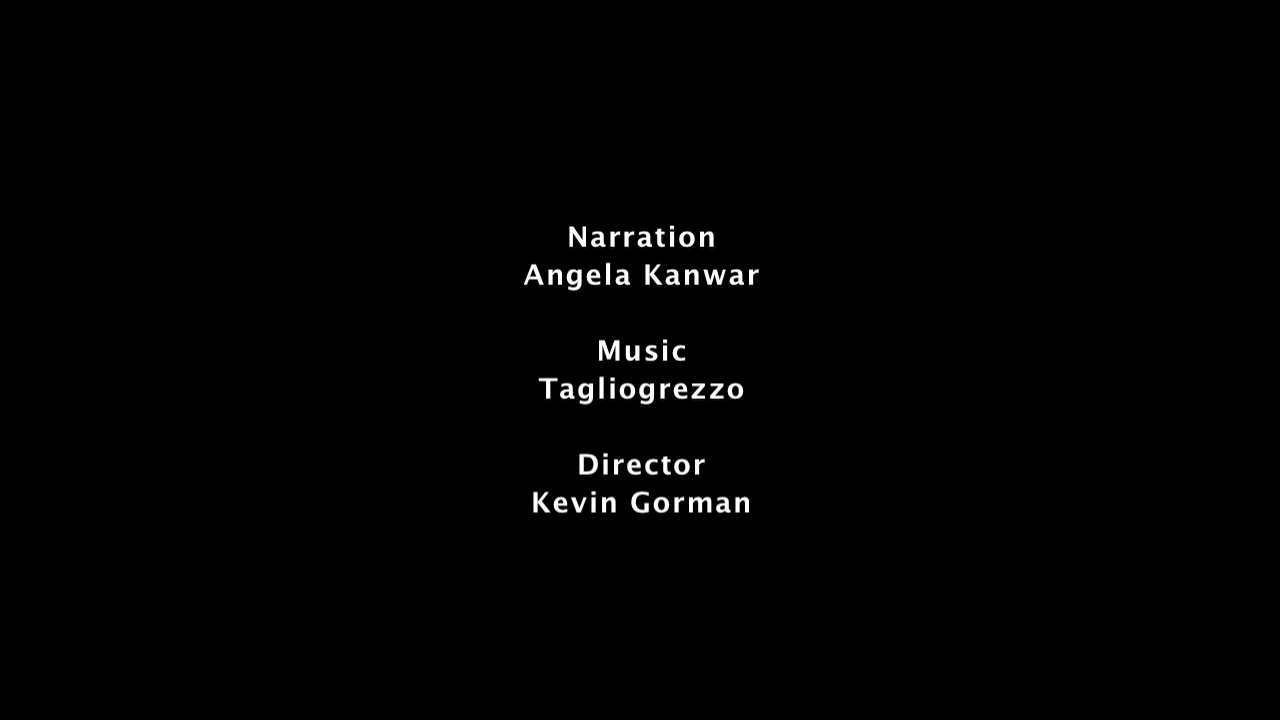 Narration
Angela Kanwar
Music
Tagliogrezzo
Director
Kevin Gorman